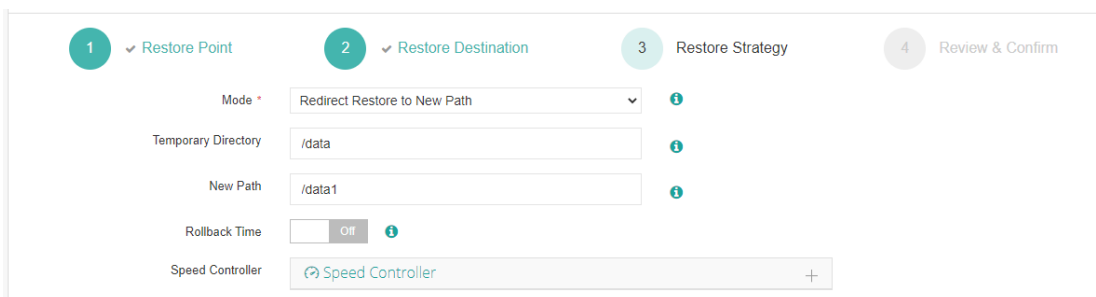 1 Restore Point 2 Restore Destination 3 Restore Strategy 4 Review & Confirm
Mode * Redirect Restore to New Path
Temporary Directory /data
New Path /data1
Rollback Time Off
Speed Controller Speed Controller